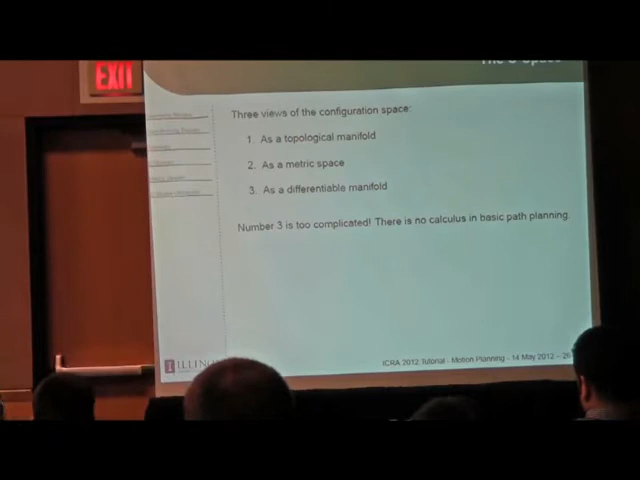 EXIT
The C-Space
Three views of the configuration space:
1. As a topological manifold
2. As a metric space
3. As a differentiable manifold
Number 3 is too complicated! There is no calculus in basic path planning.
ILLINO
ICRA 2012 Tutorial - Motion Planning - 14 May 2012 – 26